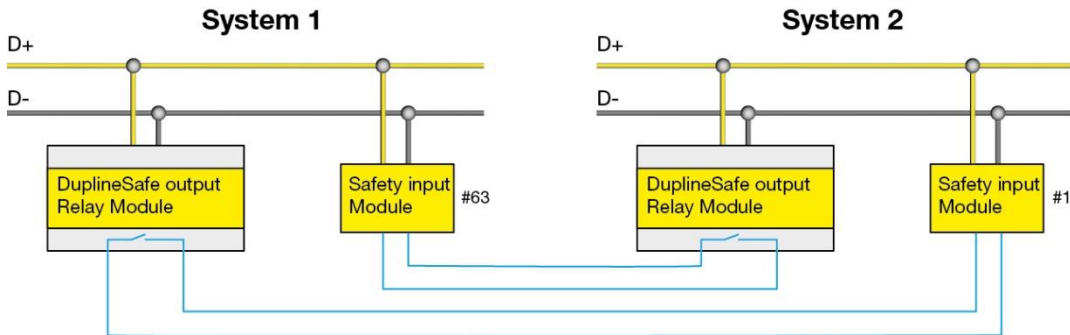 System 1
System 2
D+
D+
D-
D-
DuplineSafe output
Relay Module
Safety input
Module
#63
DuplineSafe output
Relay Module
Safety input
Module
#1